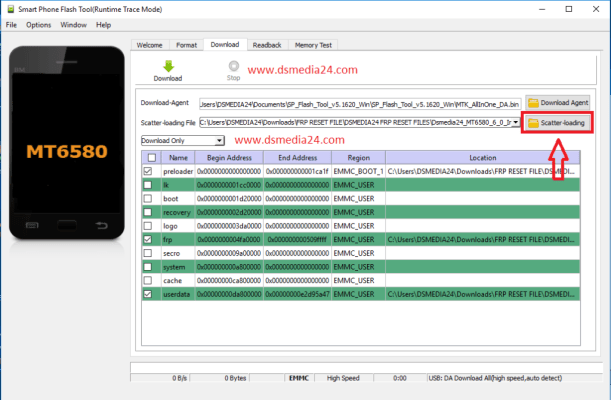 Smart Phone Flash Tool(Runtime Trace Mode)
File Options Window Help
Welcome Format Download Readback Memory Test
Download Stop www.dsmedia24.com
Download-Agent Jsers\DSMEDIA24\Documents\SP_Flash_Tool_v5.1620_Win\SP_Flash_Tool_v5.1620_Win\MTK_AllInOne_DA.bin Download Agent
Scatter-loading File C:\Users\DSMEDIA24\Downloads\FRP RESET FILES\DSMEDIA24 FRP RESET FILES\Dsmedia24_MT6580_6_0_Ir Scatter-loading
Download Only www.dsmedia24.com
MT6580
Name Begin Address End Address Region Location
preloader 0x0000000000000000 0x000000000001ca1f EMMC_BOOT_1 C:\Users\DSMEDIA24\Downloads\FRP RESET FILE\DSMEDI...
lk 0x0000000001cc0000 0x0000000000000000 EMMC_USER
boot 0x0000000001d20000 0x0000000000000000 EMMC_USER
recovery 0x0000000002d20000 0x0000000000000000 EMMC_USER
logo 0x0000000003da0000 0x0000000000000000 EMMC_USER
frp 0x0000000004fa0000 0x000000000509ffff EMMC_USER C:\Users\DSMEDIA24\Downloads\FRP RESET FILE\DSMEDI...
secro 0x0000000009a00000 0x0000000000000000 EMMC_USER
system 0x000000000a800000 0x0000000000000000 EMMC_USER
cache 0x00000000ca800000 0x0000000000000000 EMMC_USER
userdata 0x00000000da800000 0x00000000e2d95a47 EMMC_USER C:\Users\DSMEDIA24\Downloads\FRP RESET FILE\DSMEDI...
0 B/s 0 Bytes EMMC High Speed 0:00 USB: DA Download All(high speed,auto detect)